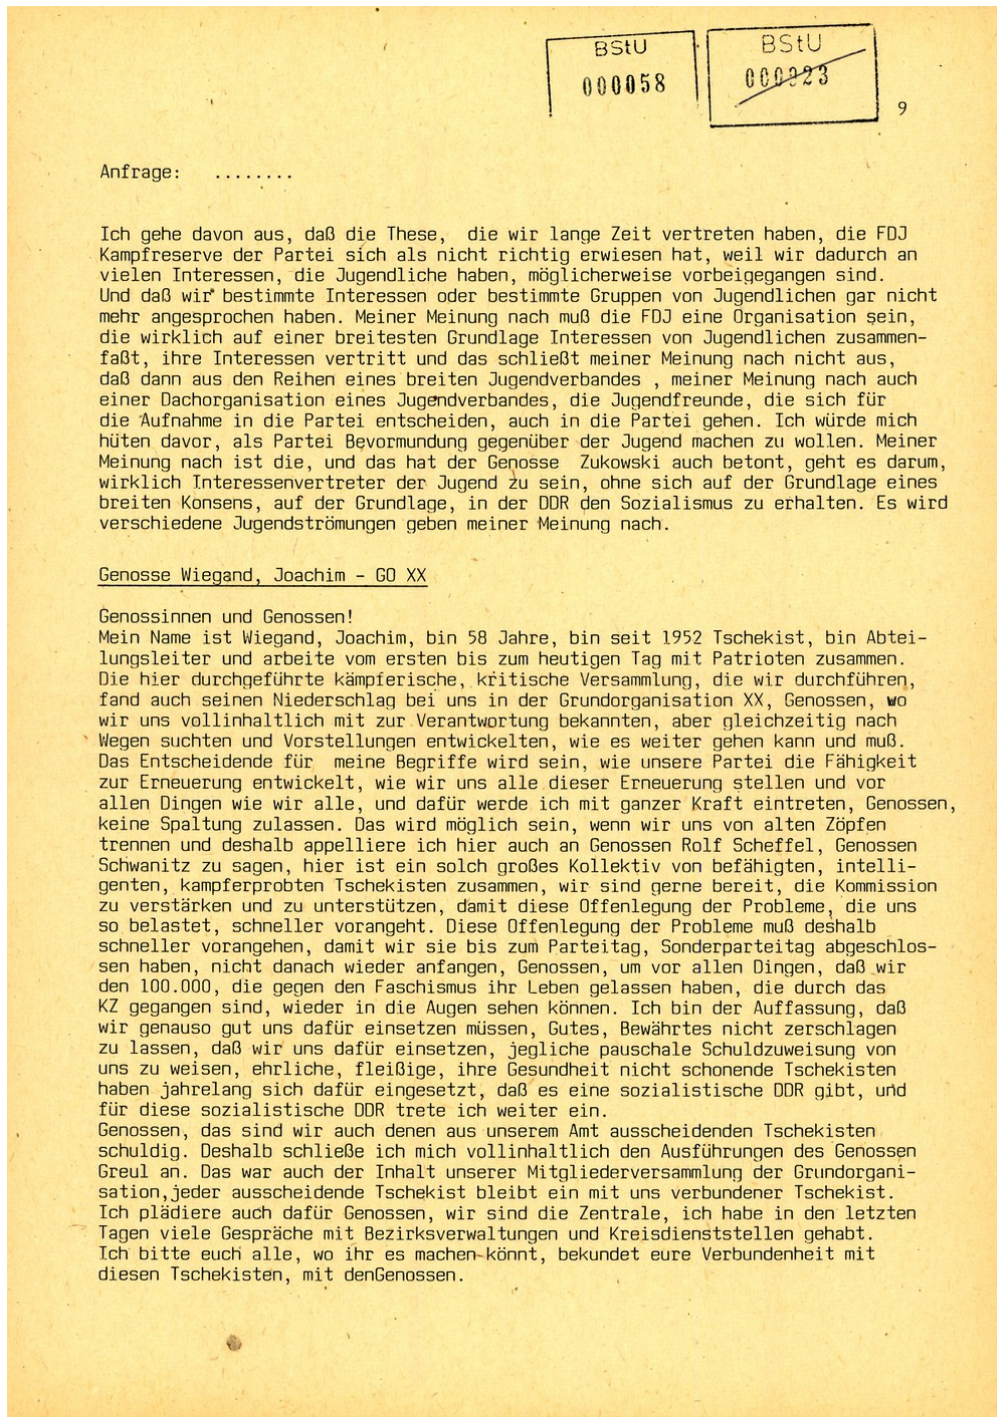 BStU
000058
BStU
000023
9
Anfrage: ........
Ich gehe davon aus, daß die These, die wir lange Zeit vertreten haben, die FDJ
Kampfreserve der Partei sich als nicht richtig erwiesen hat, weil wir dadurch an
vielen Interessen, die Jugendliche haben, möglicherweise vorbeigegangen sind.
Und daß wir bestimmte Interessen oder bestimmte Gruppen von Jugendlichen gar nicht
mehr angesprochen haben. Meiner Meinung nach muß die FDJ eine Organisation sein,
die wirklich auf einer breitesten Grundlage Interessen von Jugendlichen zusammen-
faßt, ihre Interessen vertritt und das schließt meiner Meinung nach nicht aus,
daß dann aus den Reihen eines breiten Jugendverbandes , meiner Meinung nach auch
einer Dachorganisation eines Jugendverbandes, die Jugendfreunde, die sich für
die Aufnahme in die Partei entscheiden, auch in die Partei gehen. Ich würde mich
hüten davor, als Partei Bevormundung gegenüber der Jugend machen zu wollen. Meiner
Meinung nach ist die, und das hat der Genosse Zukowski auch betont, geht es darum,
wirklich Interessenvertreter der Jugend zu sein, ohne sich auf der Grundlage eines
breiten Konsens, auf der Grundlage, in der DDR den Sozialismus zu erhalten. Es wird
verschiedene Jugendströmungen geben meiner Meinung nach.
Genosse Wiegand, Joachim - GO XX
Genossinnen und Genossen!
Mein Name ist Wiegand, Joachim, bin 58 Jahre, bin seit 1952 Tschekist, bin Abtei-
lungsleiter und arbeite vom ersten bis zum heutigen Tag mit Patrioten zusammen.
Die hier durchgeführte kämpferische, kritische Versammlung, die wir durchführen,
fand auch seinen Niederschlag bei uns in der Grundorganisation XX, Genossen, wo
wir uns vollinhaltlich mit zur Verantwortung bekannten, aber gleichzeitig nach
Wegen suchten und Vorstellungen entwickelten, wie es weiter gehen kann und muß.
Das Entscheidende für meine Begriffe wird sein, wie unsere Partei die Fähigkeit
zur Erneuerung entwickelt, wie wir uns alle dieser Erneuerung stellen und vor
allen Dingen wie wir alle, und dafür werde ich mit ganzer Kraft eintreten, Genossen,
keine Spaltung zulassen. Das wird möglich sein, wenn wir uns von alten Zöpfen
trennen und deshalb appelliere ich hier auch an Genossen Rolf Scheffel, Genossen
Schwanitz zu sagen, hier ist ein solch großes Kollektiv von befähigten, intelli-
genten, kampferprobten Tschekisten zusammen, wir sind gerne bereit, die Kommission
zu verstärken und zu unterstützen, damit diese Offenlegung der Probleme, die uns
so belastet, schneller vorangeht. Diese Offenlegung der Probleme muß deshalb
schneller vorangehen, damit wir sie bis zum Parteitag, Sonderparteitag abgeschlos-
sen haben, nicht danach wieder anfangen, Genossen, um vor allen Dingen, daß wir
den 100.000, die gegen den Faschismus ihr Leben gelassen haben, die durch das
KZ gegangen sind, wieder in die Augen sehen können. Ich bin der Auffassung, daß
wir genauso gut uns dafür einsetzen müssen, Gutes, Bewährtes nicht zerschlagen
zu lassen, daß wir uns dafür einsetzen, jegliche pauschale Schuldzuweisung von
uns zu weisen, ehrliche, fleißige, ihre Gesundheit nicht schonende Tschekisten
haben jahrelang sich dafür eingesetzt, daß es eine sozialistische DDR gibt, und
für diese sozialistische DDR trete ich weiter ein.
Genossen, das sind wir auch denen aus unserem Amt ausscheidenden Tschekisten
schuldig. Deshalb schließe ich mich vollinhaltlich den Ausführungen des Genossen
Greul an. Das war auch der Inhalt unserer Mitgliederversammlung der Grundorgani-
sation,jeder ausscheidende Tschekist bleibt ein mit uns verbundener Tschekist.
Ich plädiere auch dafür Genossen, wir sind die Zentrale, ich habe in den letzten
Tagen viele Gespräche mit Bezirksverwaltungen und Kreisdienststellen gehabt.
Ich bitte euch alle, wo ihr es machen könnt, bekundet eure Verbundenheit mit
diesen Tschekisten, mit denGenossen.